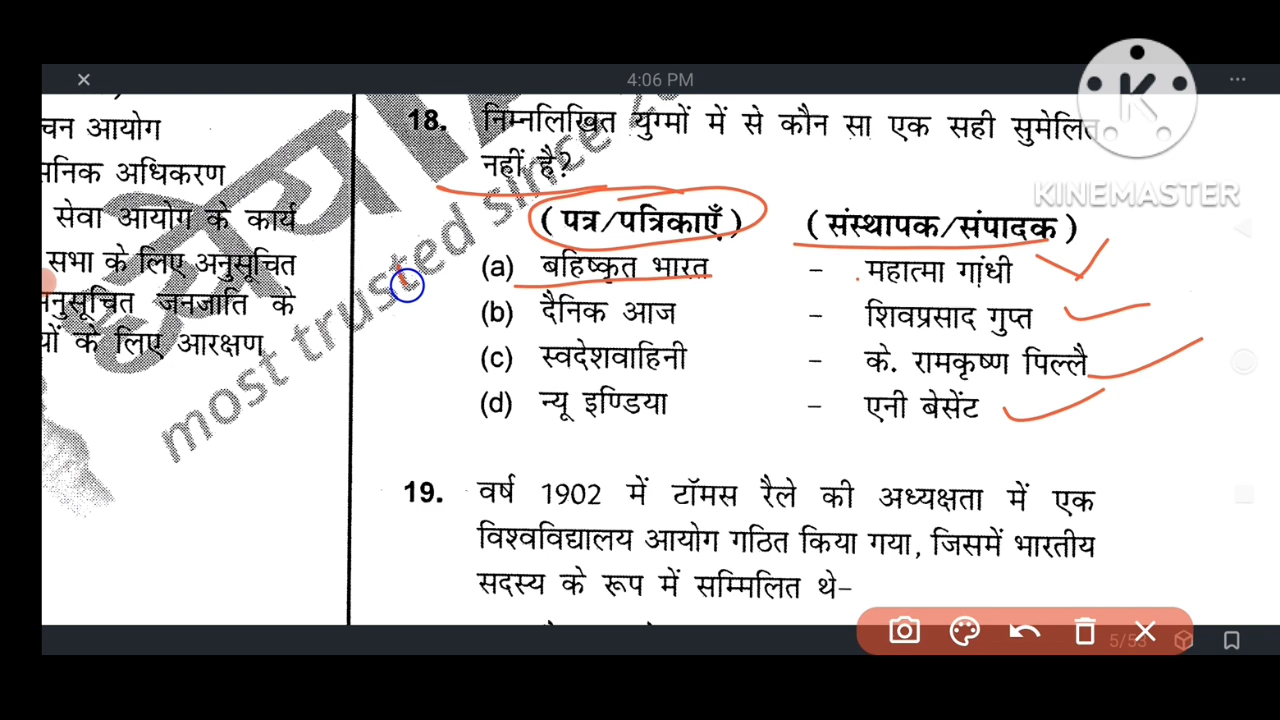 4:06 PM
चन आयोग
सनिक अधिकरण
सेवा आयोग के कार्य
सभा के लिए अनुसूचित
अनुसूचित जनजाति के
यों के लिए आरक्षण
most trusted since
18. निम्नलिखित युग्मों में से कौन सा एक सही सुमेलित
नहीं है?
(पत्र/पत्रिकाएँ) (संस्थापक/संपादक)
(a) बहिष्कृत भारत – महात्मा गांधी
(b) दैनिक आज – शिवप्रसाद गुप्त
(c) स्वदेशवाहिनी – के. रामकृष्ण पिल्लै
(d) न्यू इण्डिया – एनी बेसेंट
19. वर्ष 1902 में टॉमस रैले की अध्यक्षता में एक
विश्वविद्यालय आयोग गठित किया गया, जिसमें भारतीय
सदस्य के रूप में सम्मिलित थे–
K
KINEMASTER
5/53